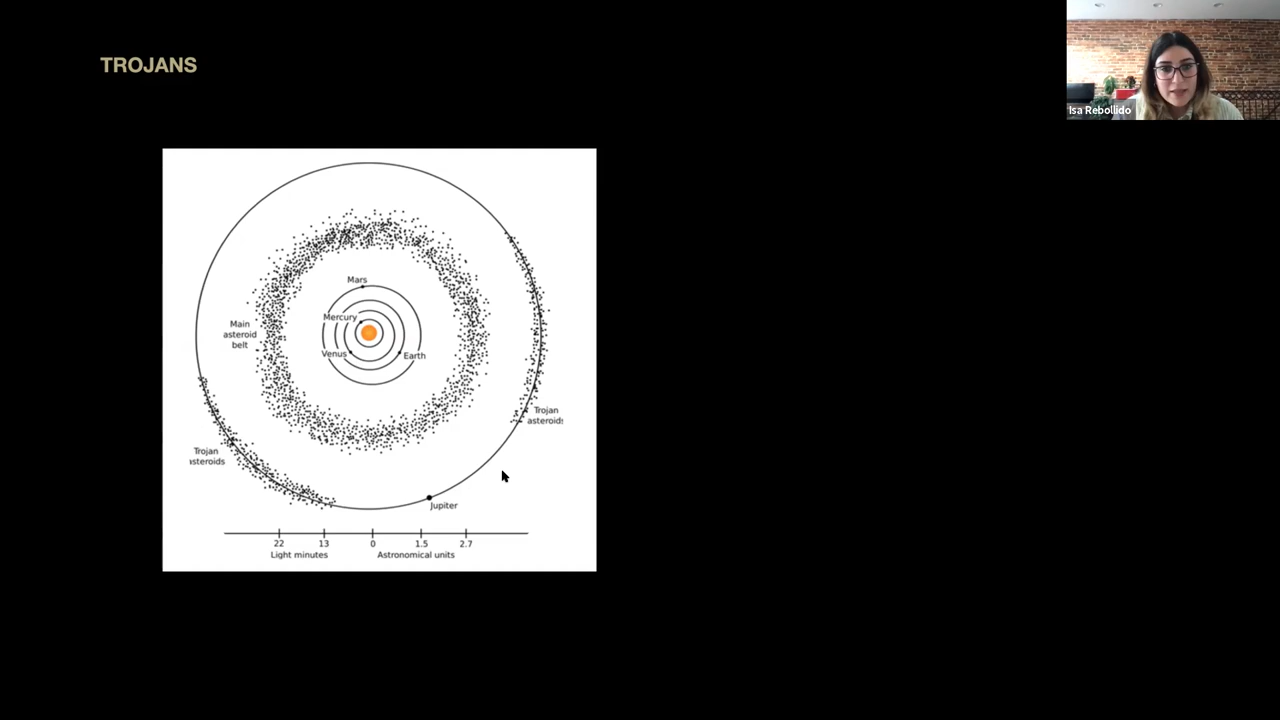 TROJANS
Isa Rebollido
Mars
Mercury
Main
asteroid
belt
Venus
Earth
Trojan
asteroids
Trojan
asteroids
Jupiter
22
13
0
1.5
2.7
Light minutes
Astronomical units